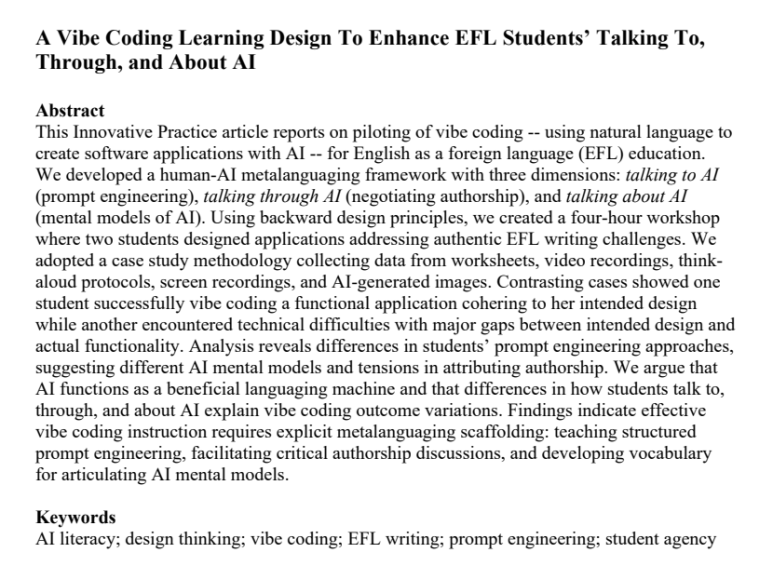 A Vibe Coding Learning Design To Enhance EFL Students’ Talking To,
Through, and About AI
Abstract
This Innovative Practice article reports on piloting of vibe coding -- using natural language to
create software applications with AI -- for English as a foreign language (EFL) education.
We developed a human-AI metalanguaging framework with three dimensions: talking to AI
(prompt engineering), talking through AI (negotiating authorship), and talking about AI
(mental models of AI). Using backward design principles, we created a four-hour workshop
where two students designed applications addressing authentic EFL writing challenges. We
adopted a case study methodology collecting data from worksheets, video recordings, think-
aloud protocols, screen recordings, and AI-generated images. Contrasting cases showed one
student successfully vibe coding a functional application cohering to her intended design
while another encountered technical difficulties with major gaps between intended design and
actual functionality. Analysis reveals differences in students’ prompt engineering approaches,
suggesting different AI mental models and tensions in attributing authorship. We argue that
AI functions as a beneficial languaging machine and that differences in how students talk to,
through, and about AI explain vibe coding outcome variations. Findings indicate effective
vibe coding instruction requires explicit metalanguaging scaffolding: teaching structured
prompt engineering, facilitating critical authorship discussions, and developing vocabulary
for articulating AI mental models.
Keywords
AI literacy; design thinking; vibe coding; EFL writing; prompt engineering; student agency